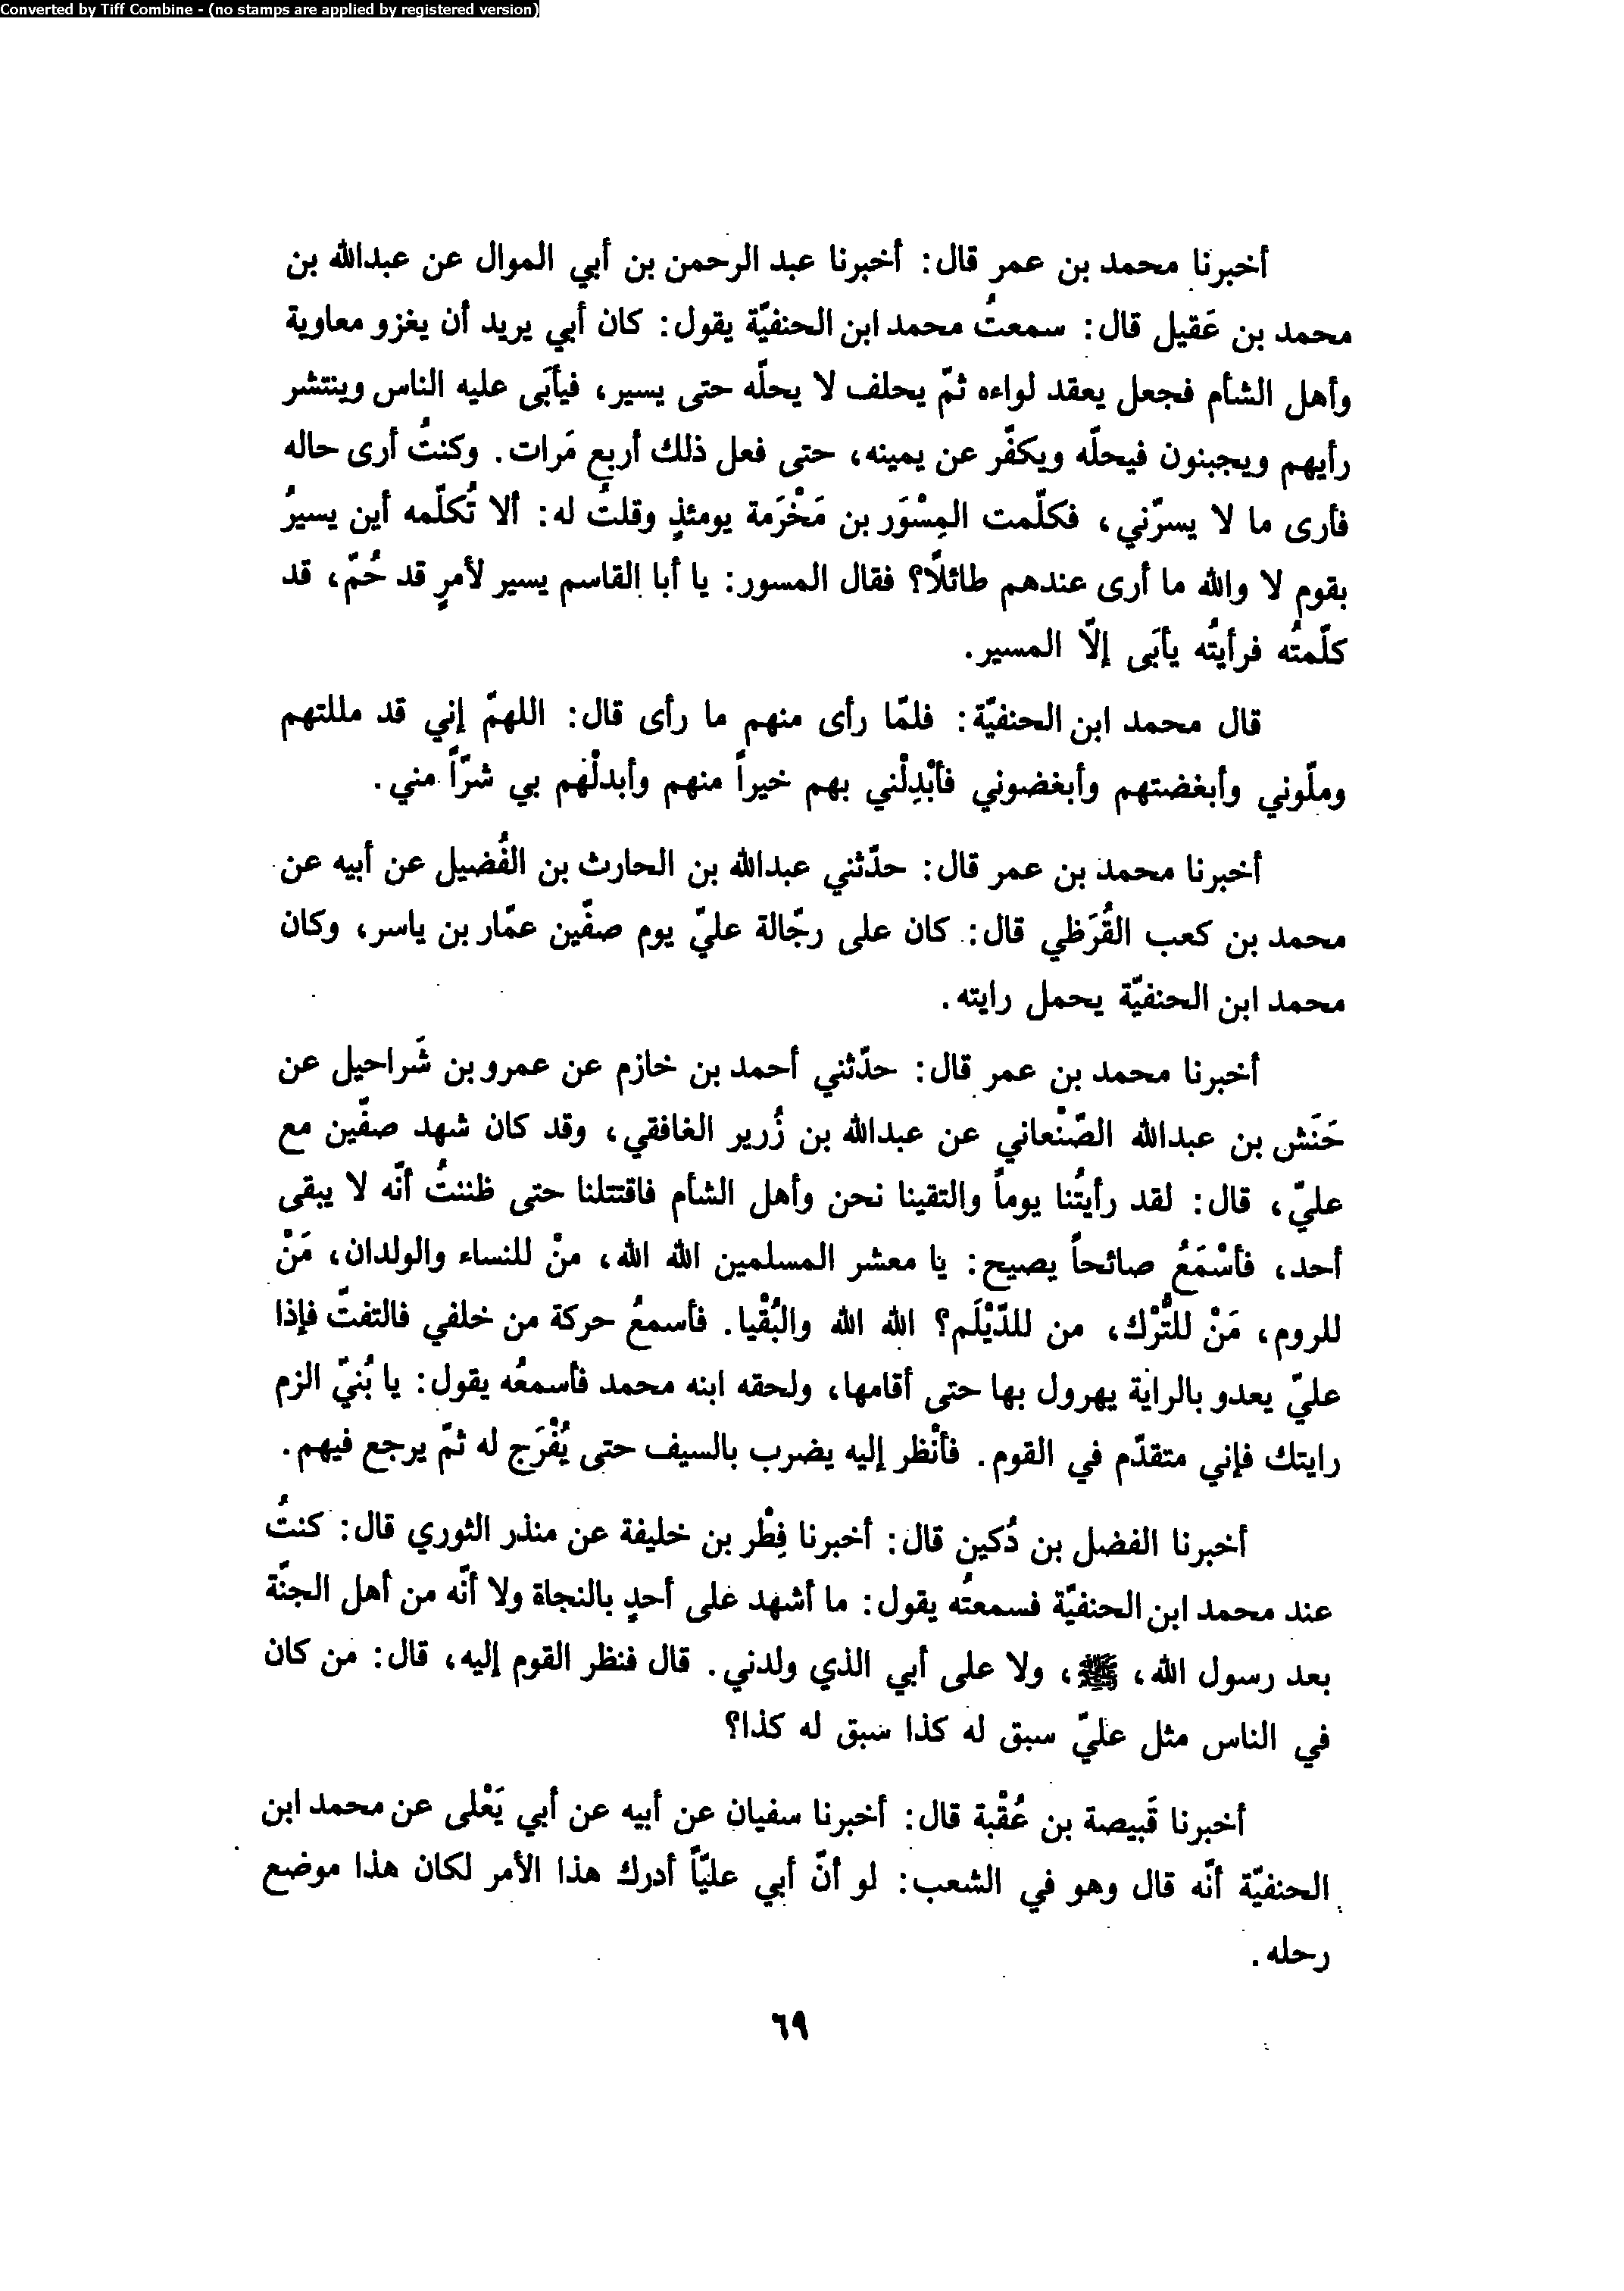 Converted by Tiff Combine - (no stamps are applied by registered version)
أخبرنا محمد بن عمر قال: أخبرنا عبد الرحمن بن أبي الموال عن عبدالله بن
محمد بن عَقيل قال: سمعتُ محمد ابن الحنفيّة يقول: كان أبي يريد أن يغزو معاوية
وأهل الشأم فجعل يعقد لواءه ثمّ يحلف لا يحلّه حتى يسير، فيأبَى عليه الناس وينتشر
رأيهم ويجبنون فيحلّه ويكفّر عن يمينه، حتى فعل ذلك أربع مَرات. وكنتُ أرى حاله
فأرى ما لا يسرّني، فكلّمت المِسْوَر بن مَخْرَمة يومئذٍ وقلتُ له: ألا تُكلّمه أين يسيرُ
بقوم لا والله ما أرى عندهم طائلًا؟ فقال المسور: يا أبا القاسم يسير لأمرٍ قد حُمّ، قد
كلّمتُه فرأيتُه يأبَى إلّا المسير.
قال محمد ابن الحنفيّة: فلمّا رأى منهم ما رأى قال: اللهمّ إني قد مللتهم
وملّوني وأبغضتهم وأبغضوني فأبْدِلْني بهم خيراً منهم وأبدلْهم بي شرّاً مني.
أخبرنا محمد بن عمر قال: حدّثني عبدالله بن الحارث بن الفُضيل عن أبيه عن
محمد بن كعب القُرَظي قال: كان على رجّالة عليّ يوم صفّين عمّار بن ياسر، وكان
محمد ابن الحنفيّة يحمل رايته.
أخبرنا محمد بن عمر قال: حدّثني أحمد بن خازم عن عمرو بن شَراحيل عن
حَنَش بن عبدالله الصّنْعاني عن عبدالله بن زُرير الغافقي، وقد كان شهد صفّين مع
عليّ، قال: لقد رأيتُنا يوماً والتقينا نحن وأهل الشأم فاقتتلنا حتى ظننتُ أنّه لا يبقى
أحد، فأسْمَعُ صائحاً يصيح: يا معشر المسلمين الله الله، منْ للنساء والولدان، مَنْ
للروم، مَنْ للتُّرْك، من للدّيْلَم؟ الله الله والبُقْيا. فأسمعُ حركة من خلفي فالتفتّ فإذا
عليّ يعدو بالراية يهرول بها حتى أقامها، ولحقه ابنه محمد فأسمعُه يقول: يا بُنيّ الزم
رايتك فإني متقدّم في القوم. فأنْظر إليه يضرب بالسيف حتى يُفْرَج له ثمّ يرجع فيهم.
أخبرنا الفضل بن دُكين قال: أخبرنا فِطْر بن خليفة عن منذر الثوري قال: كنتُ
عند محمد ابن الحنفيّة فسمعتُه يقول: ما أشهد على أحدٍ بالنجاة ولا أنّه من أهل الجنّة
بعد رسول الله، ﷺ، ولا على أبي الذي ولدني. قال فنظر القوم إليه، قال: من كان
في الناس مثل عليّ سبق له كذا سبق له كذا؟
أخبرنا قَبيصة بن عُقْبة قال: أخبرنا سفيان عن أبيه عن أبي يَعْلى عن محمد ابن
الحنفيّة أنّه قال وهو في الشعب: لو أنّ أبي عليّاً أدرك هذا الأمر لكان هذا موضع
رحله.
٦٩